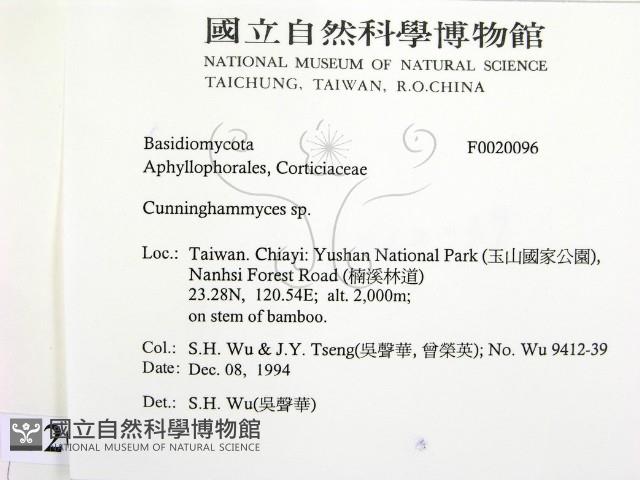 國立自然科學博物館
NATIONAL MUSEUM OF NATURAL SCIENCE
TAICHUNG, TAIWAN, R.O.CHINA
Basidiomycota F0020096
Aphyllophorales, Corticiaceae
Cunninghammyces sp.
Loc.: Taiwan. Chiayi: Yushan National Park (玉山國家公園),
Nanhsi Forest Road (楠溪林道)
23.28N, 120.54E; alt. 2,000m;
on stem of bamboo.
Col.: S.H. Wu & J.Y. Tseng(吳聲華, 曾榮英); No. Wu 9412-39
Date: Dec. 08, 1994
Det.: S.H. Wu(吳聲華)
2
國立自然科學博物館
NATIONAL MUSEUM OF NATURAL SCIENCE